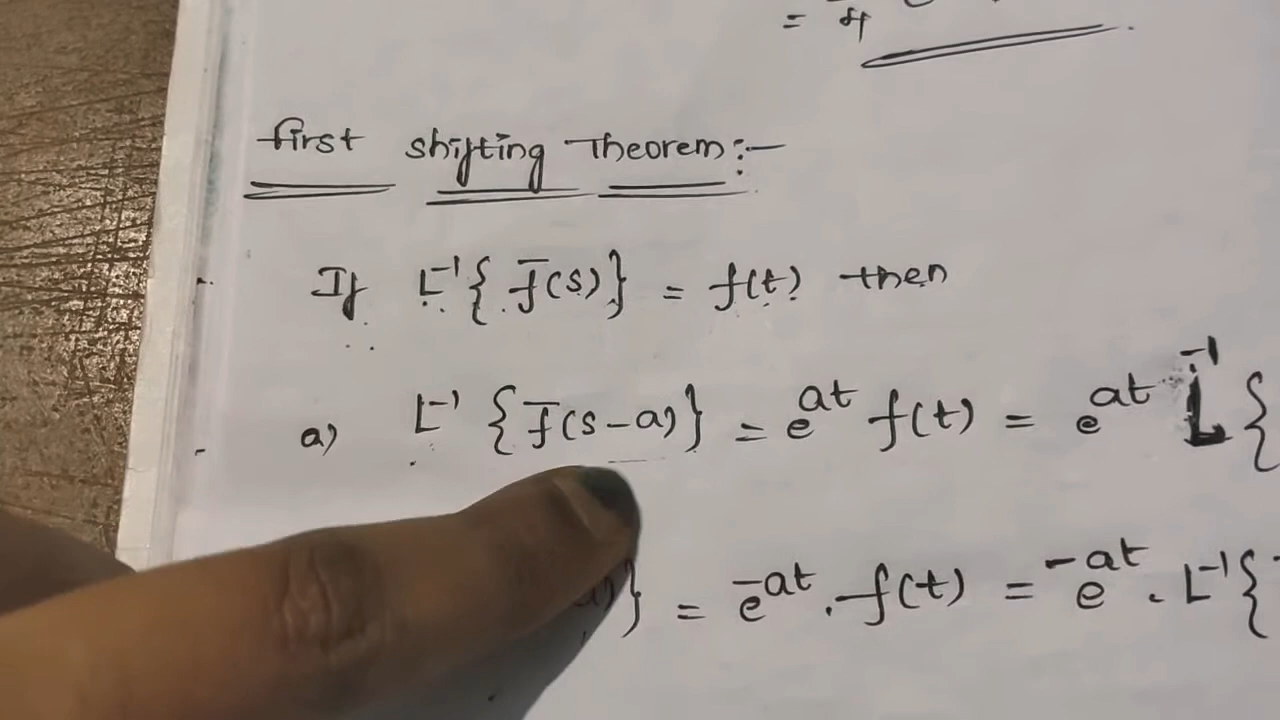 = 
first shifting Theorem:-
If L⁻¹{f̄(s)} = f(t) then
a) L⁻¹ {f̄(s-a)} = e^{at} f(t) = e^{at} L⁻¹ {
} = e^{-at} . f(t) = e^{-at} . L⁻¹{